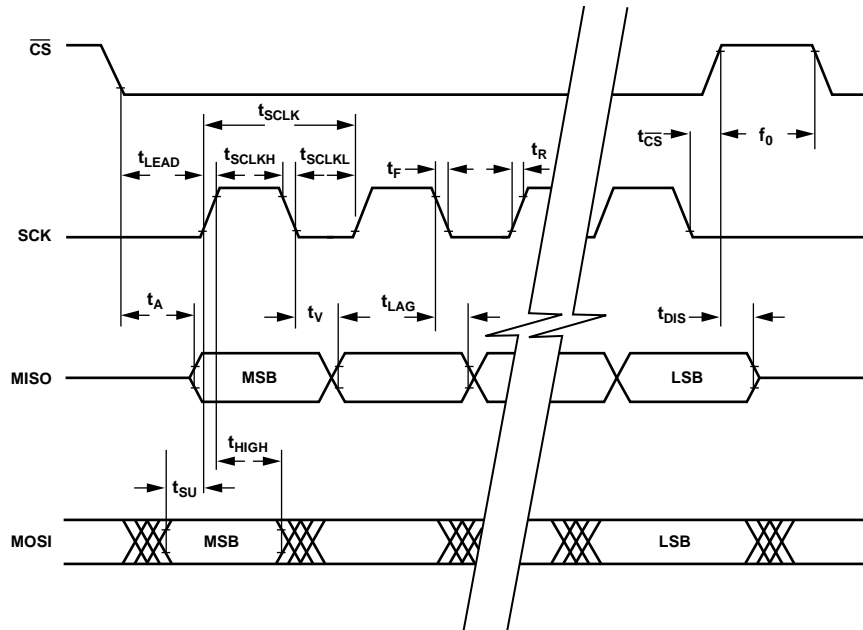 CS
tSCLK
tCS
f0
tLEAD
tSCLKH
tSCLKL
tF
tR
SCK
tA
tV
tLAG
tDIS
MISO
MSB
LSB
tHIGH
tSU
MOSI
MSB
LSB